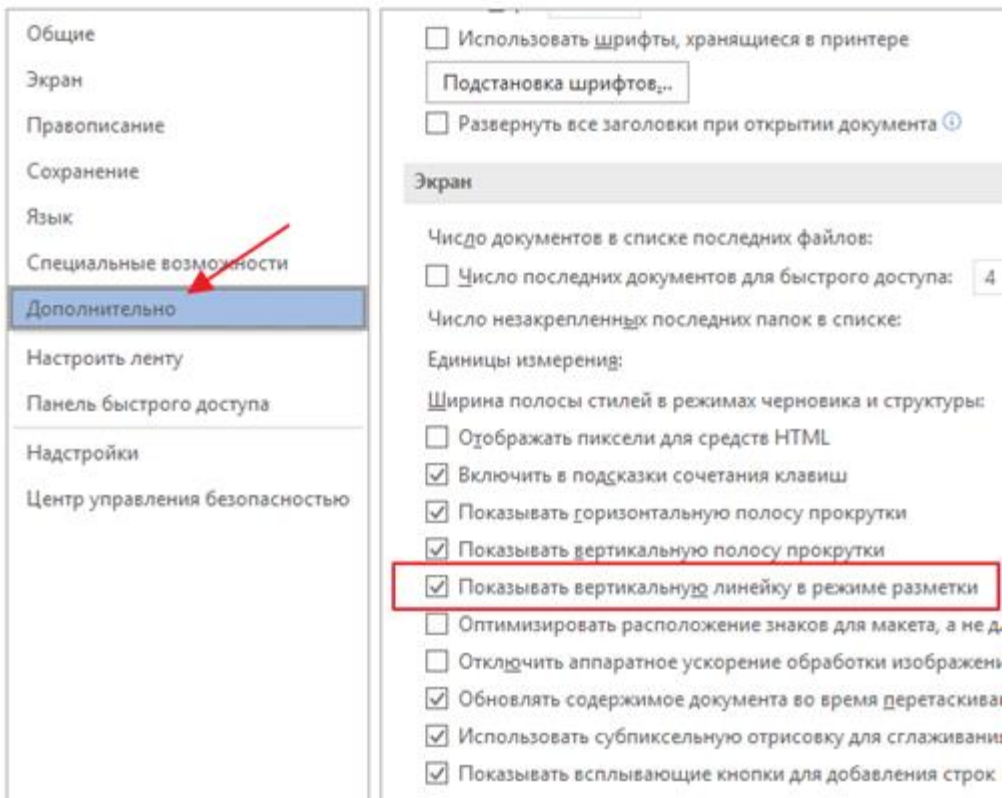 Общие
Экран
Правописание
Сохранение
Язык
Специальные возможности
Дополнительно
Настроить ленту
Панель быстрого доступа
Надстройки
Центр управления безопасностью
Использовать шрифты, хранящиеся в принтере
Подстановка шрифтов...
Развернуть все заголовки при открытии документа
Экран
Число документов в списке последних файлов:
Число последних документов для быстрого доступа: 4
Число незакрепленных последних папок в списке:
Единицы измерения:
Ширина полосы стилей в режимах черновика и структуры:
Отображать пиксели для средств HTML
Включить в подсказки сочетания клавиш
Показывать горизонтальную полосу прокрутки
Показывать вертикальную полосу прокрутки
Показывать вертикальную линейку в режиме разметки
Оптимизировать расположение знаков для макета, а не
Отключить аппаратное ускорение обработки
Обновлять содержимое документа во время
Использовать субпиксельную отрисовку для
Показывать всплывающие кнопки для добавления строк